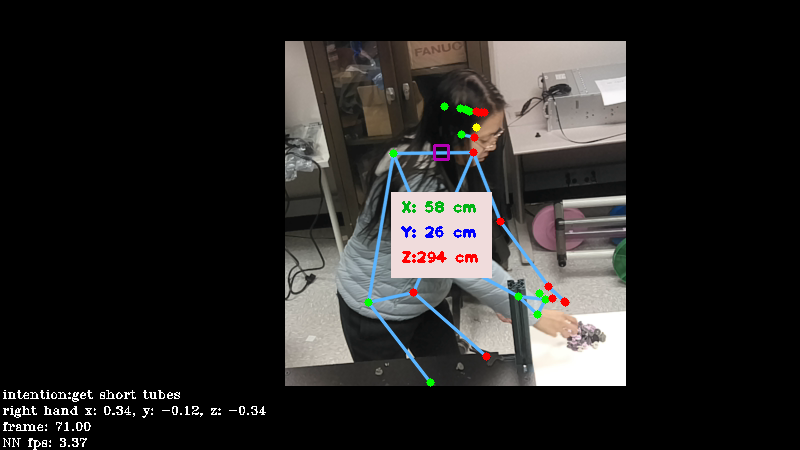 FANUC
X: 58 cm
Y: 26 cm
Z:294 cm
intention:get short tubes
right hand x: 0.34, y: -0.12, z: -0.34
frame: 71.00
NN fps: 3.37